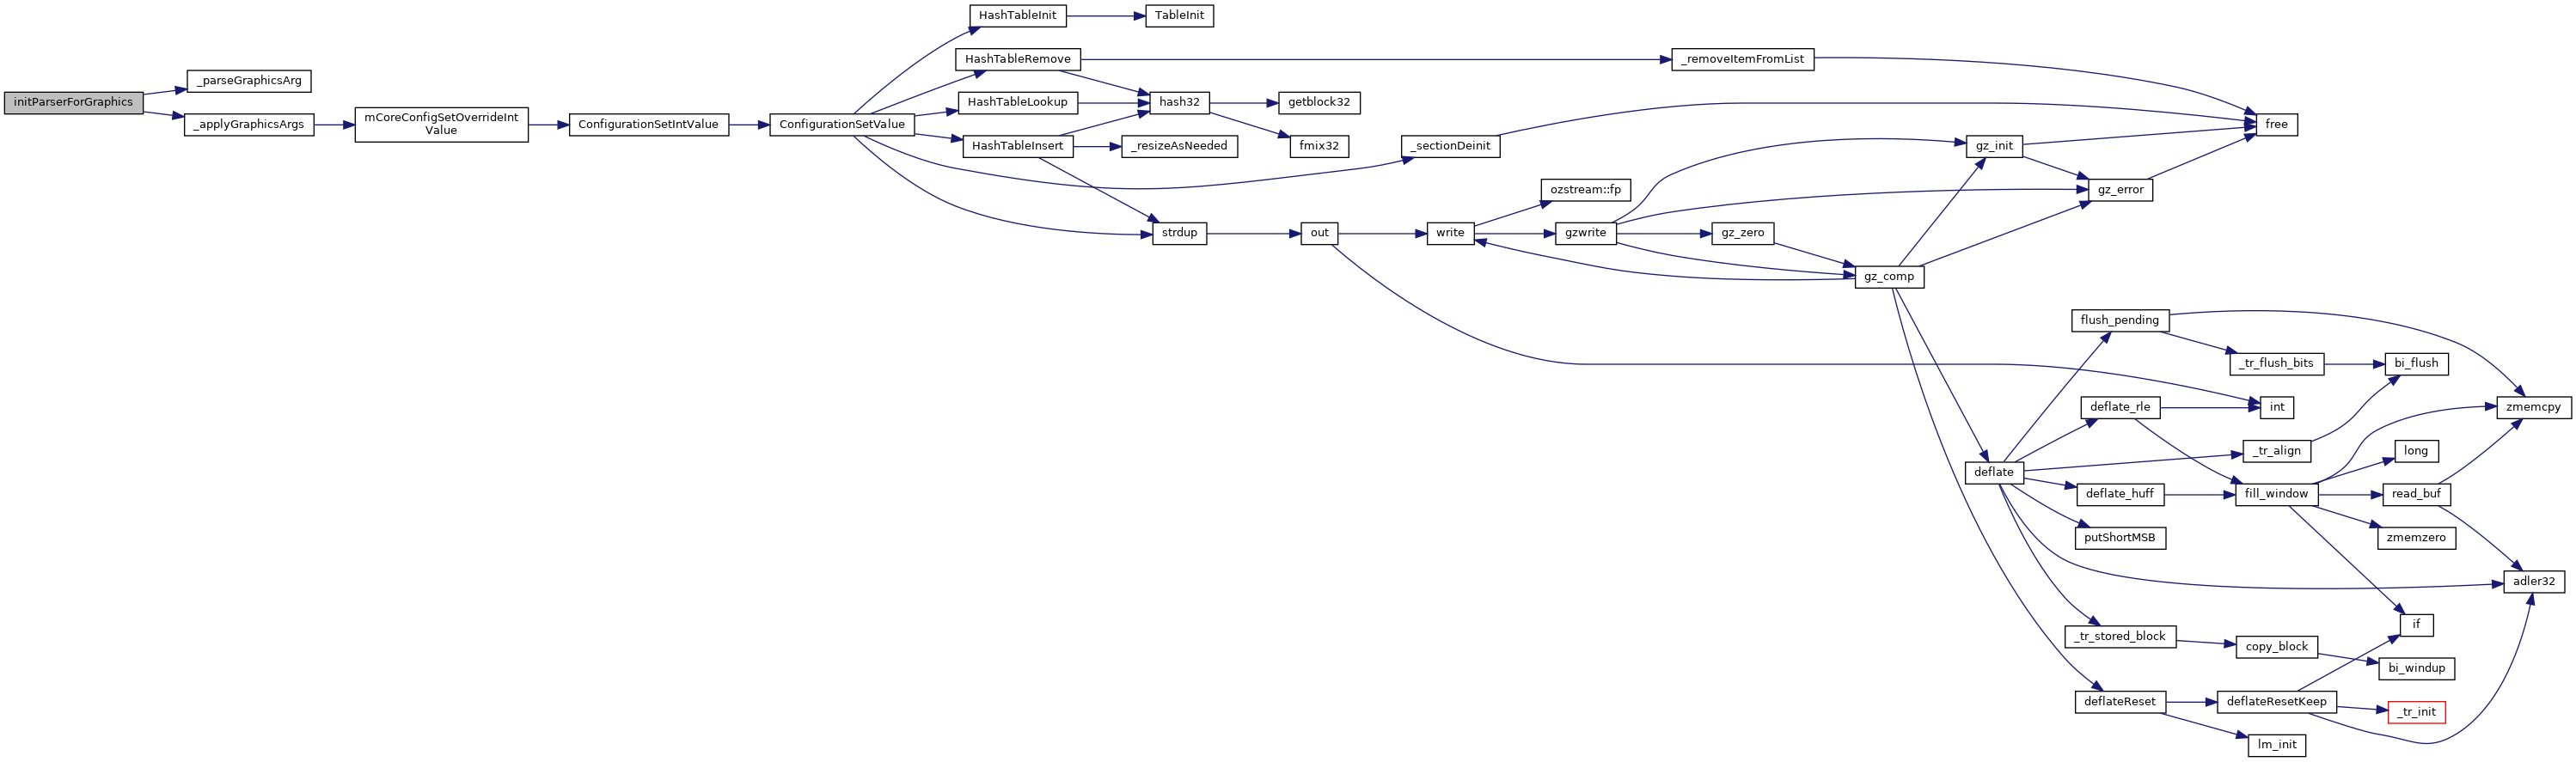 initParserForGraphics
_parseGraphicsArg
_applyGraphicsArgs
mCoreConfigSetOverrideInt
Value
ConfigurationSetIntValue
ConfigurationSetValue
HashTableInit
TableInit
HashTableRemove
_removeItemFromList
HashTableLookup
hash32
getblock32
HashTableInsert
_resizeAsNeeded
fmix32
_sectionDeinit
free
gz_init
gz_error
ozstream::fp
strdup
out
write
gzwrite
gz_zero
gz_comp
flush_pending
_tr_flush_bits
bi_flush
deflate_rle
int
zmemcpy
_tr_align
long
deflate
deflate_huff
fill_window
read_buf
putShortMSB
zmemzero
adler32
_tr_stored_block
copy_block
if
bi_windup
deflateReset
deflateResetKeep
_tr_init
lm_init